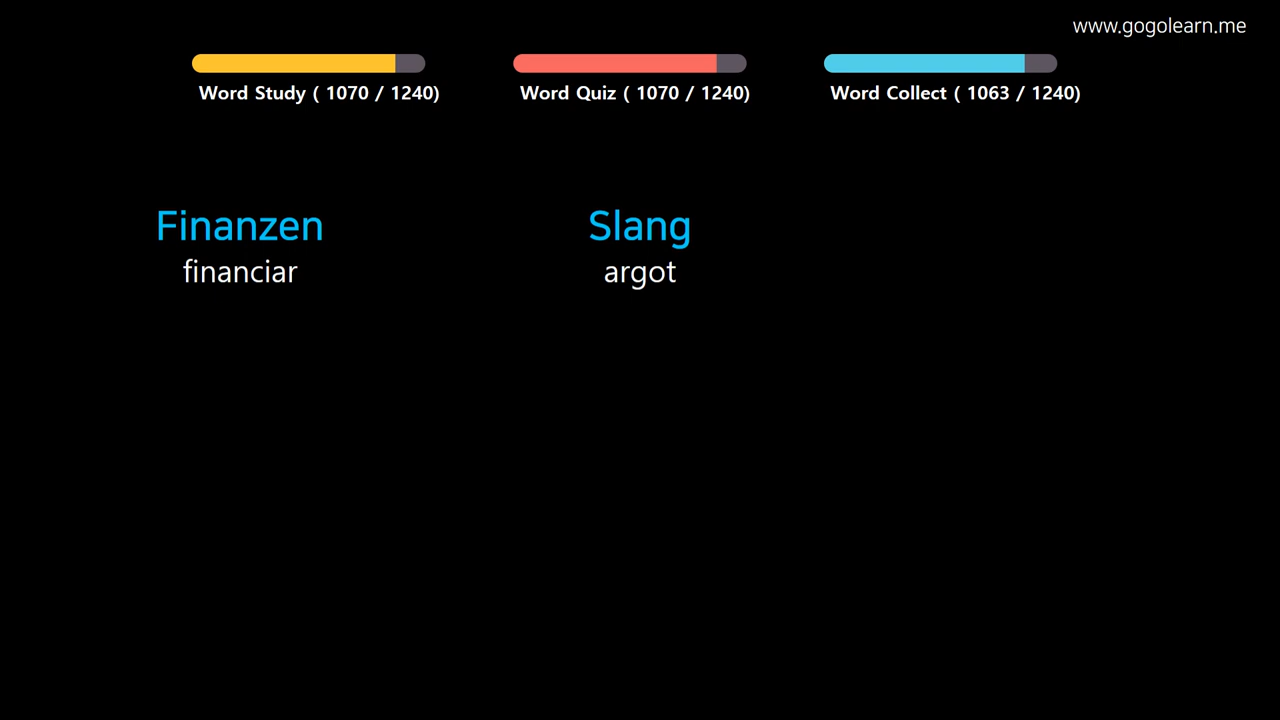 www.gogolearn.me
Word Study ( 1070 / 1240)
Word Quiz ( 1070 / 1240)
Word Collect ( 1063 / 1240)
Finanzen
financiar
Slang
argot